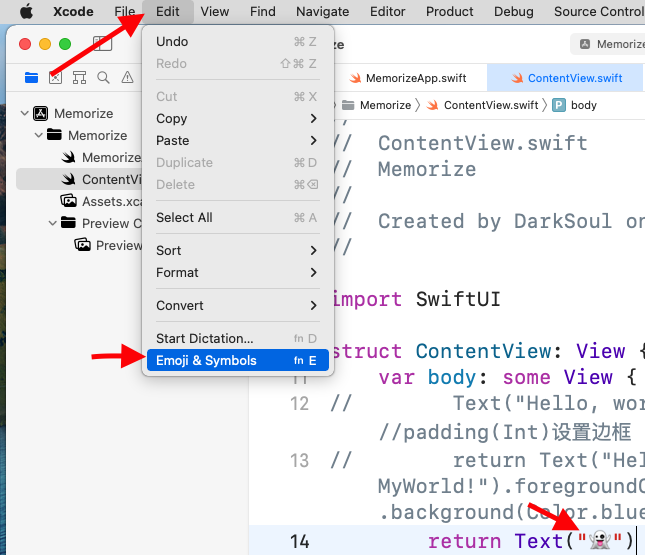 Xcode File Edit View Find Navigate Editor Product Debug Source Control
Undo ⌘ Z
Memorize
Redo ⇧⌘ Z
MemorizeApp.swift ContentView.swift
Cut ⌘ X
Memorize ContentView.swift body
Memorize
Copy
//
Memorize
Paste
// ContentView.swift
Memorize
Duplicate ⌘ D
// Memorize
ContentVi
Delete ⌘⌫
//
Assets.xca
Select All ⌘ A
// Created by DarkSoul on
Preview C
//
Preview
Sort
Format
import SwiftUI
Convert
Start Dictation... fn D
struct ContentView: View {
Emoji & Symbols fn E
11 var body: some View {
12 // Text("Hello, wor
//padding(Int)设置边框
13 // return Text("Hel
MyWorld!").foregroundC
.background(Color.blue
14 return Text("👻")